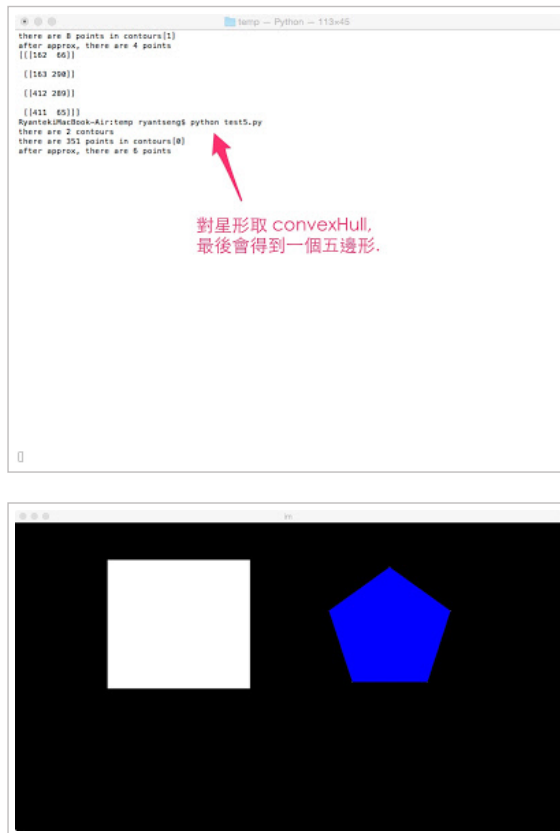 temp — Python — 113×45
there are 8 points in contours[1]
after approx, there are 4 points
[[[162  66]]

 [[163 290]]

 [[412 289]]

 [[411  65]]]
RyantekiMacBook-Air:temp ryantseng$ python test5.py
there are 2 contours
there are 351 points in contours[0]
after approx, there are 6 points
對星形取 convexHull,
最後會得到一個五邊形.
im